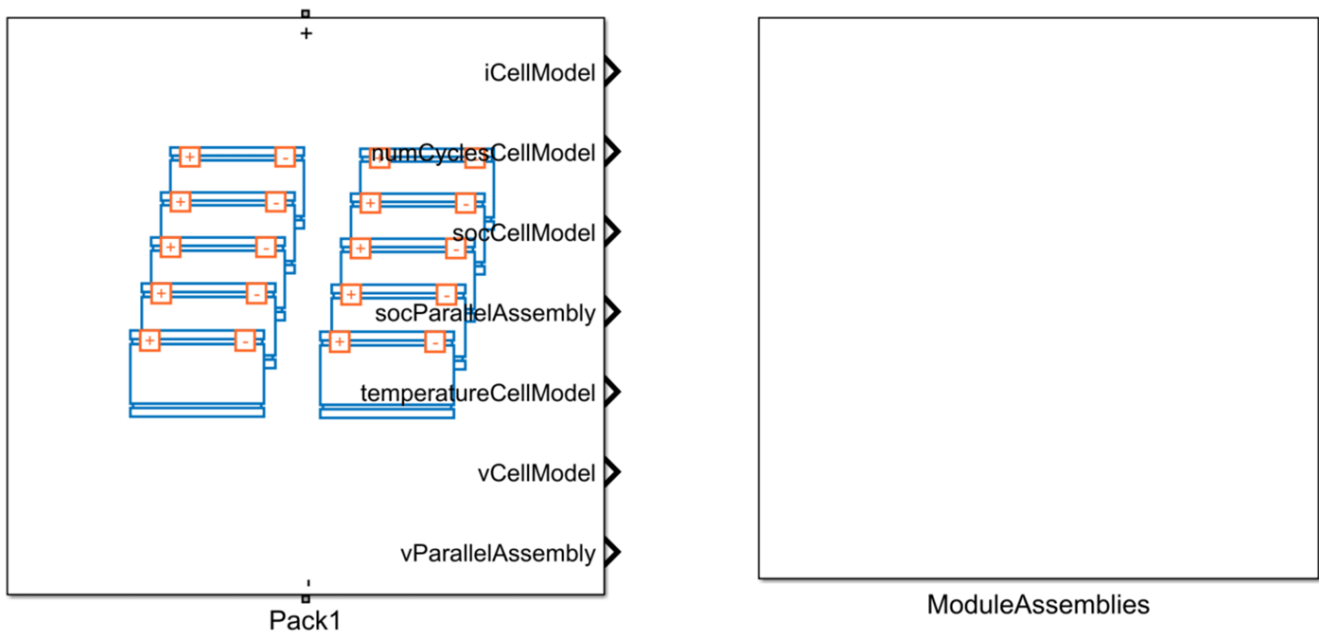 +
iCellModel
+ - + -
numCyclesCellModel
+ - + -
socCellModel
+ - + -
+ - + -
socParallelAssembly
+ - + -
temperatureCellModel
vCellModel
vParallelAssembly
-
Pack1
ModuleAssemblies